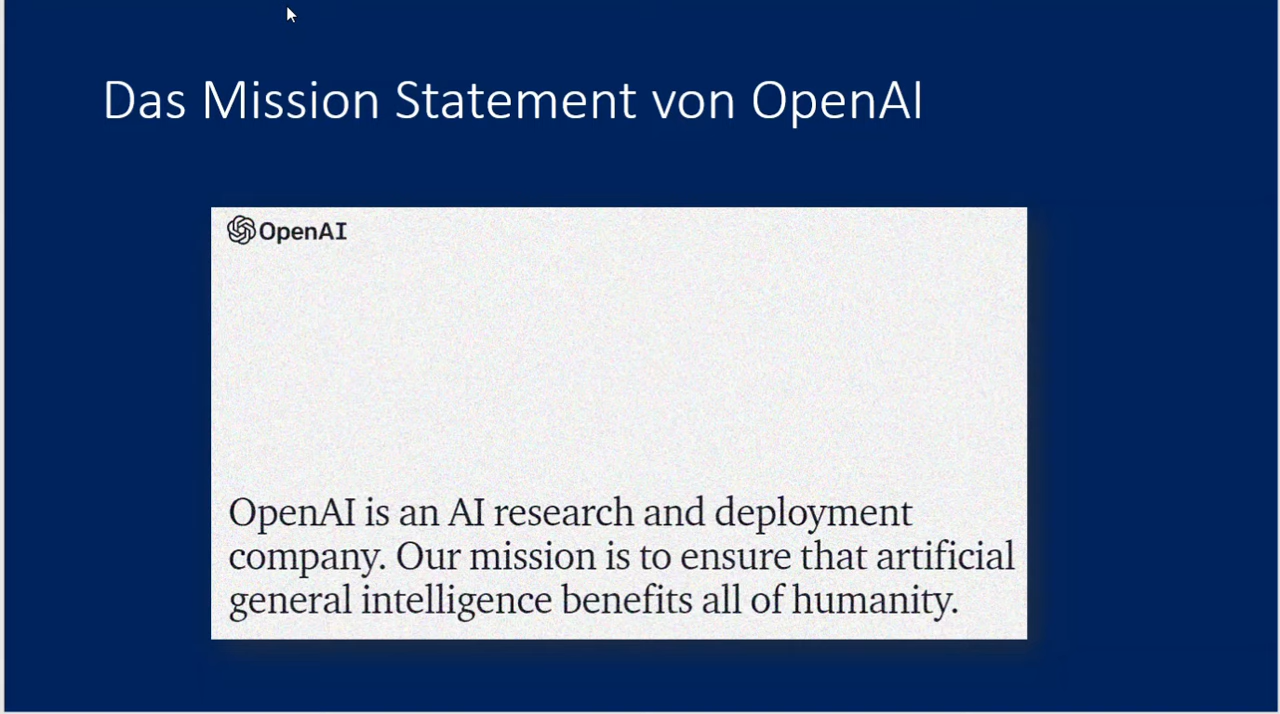 Das Mission Statement von OpenAI
OpenAI
OpenAI is an AI research and deployment
company. Our mission is to ensure that artificial
general intelligence benefits all of humanity.